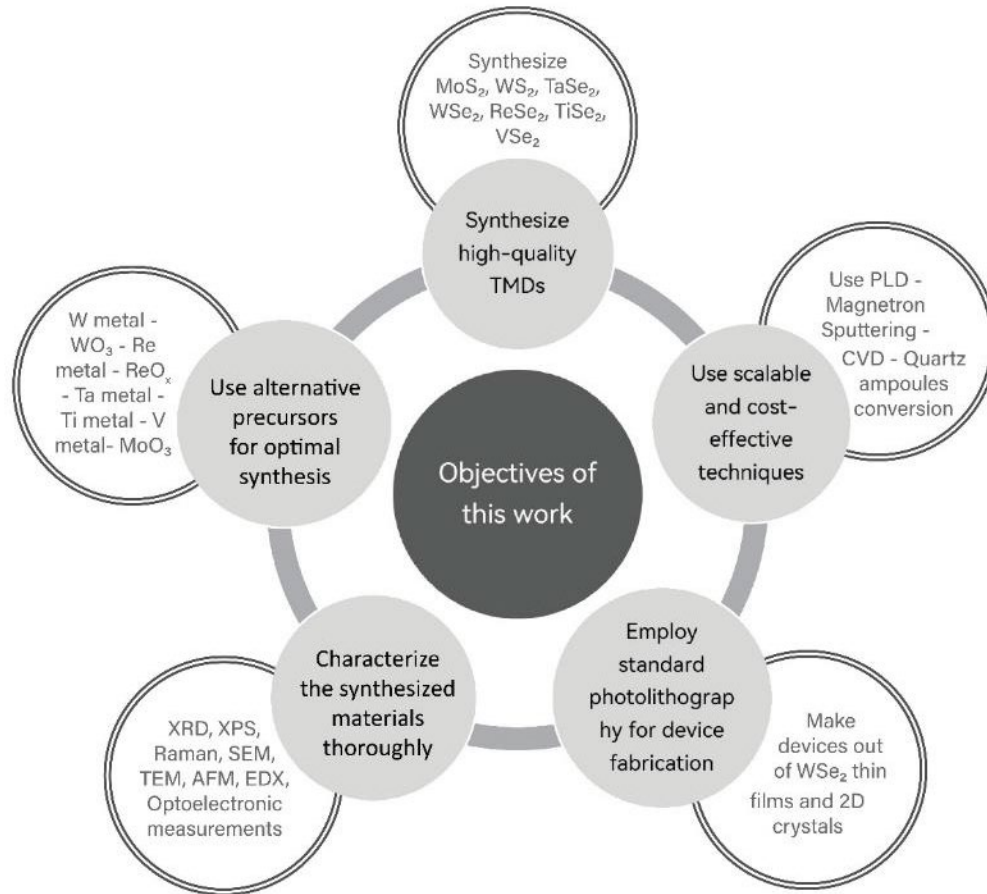 Synthesize
MoS₂, WS₂, TaSe₂,
WSe₂, ReSe₂, TiSe₂,
VSe₂
Synthesize
high-quality
TMDs
Use PLD -
Magnetron
Sputtering -
CVD - Quartz
ampoules
conversion
Use scalable
and cost-
effective
techniques
W metal -
WO₃ - Re
metal - ReOₓ
- Ta metal -
Ti metal - V
metal- MoO₃
Use alternative
precursors
for optimal
synthesis
Objectives of
this work
Employ
standard
photolithograp
hy for device
fabrication
Make
devices out
of WSe₂ thin
films and 2D
crystals
Characterize
the synthesized
materials
thoroughly
XRD, XPS,
Raman, SEM,
TEM, AFM, EDX,
Optoelectronic
measurements